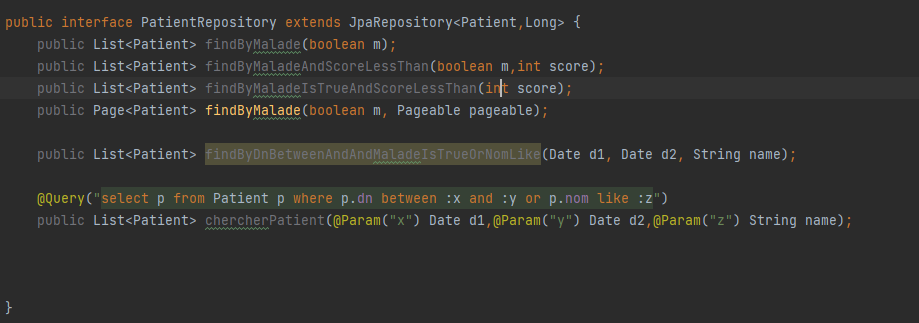 public interface PatientRepository extends JpaRepository<Patient,Long> {
public List<Patient> findByMalade(boolean m);
public List<Patient> findByMaladeAndScoreLessThan(boolean m,int score);
public List<Patient> findByMaladeIsTrueAndScoreLessThan(int score);
public Page<Patient> findByMalade(boolean m, Pageable pageable);
public List<Patient> findByDnBetweenAndAndMaladeIsTrueOrNomLike(Date d1, Date d2, String name);
@Query("select p from Patient p where p.dn between :x and :y or p.nom like :z")
public List<Patient> chercherPatient(@Param("x") Date d1,@Param("y") Date d2,@Param("z") String name);
}